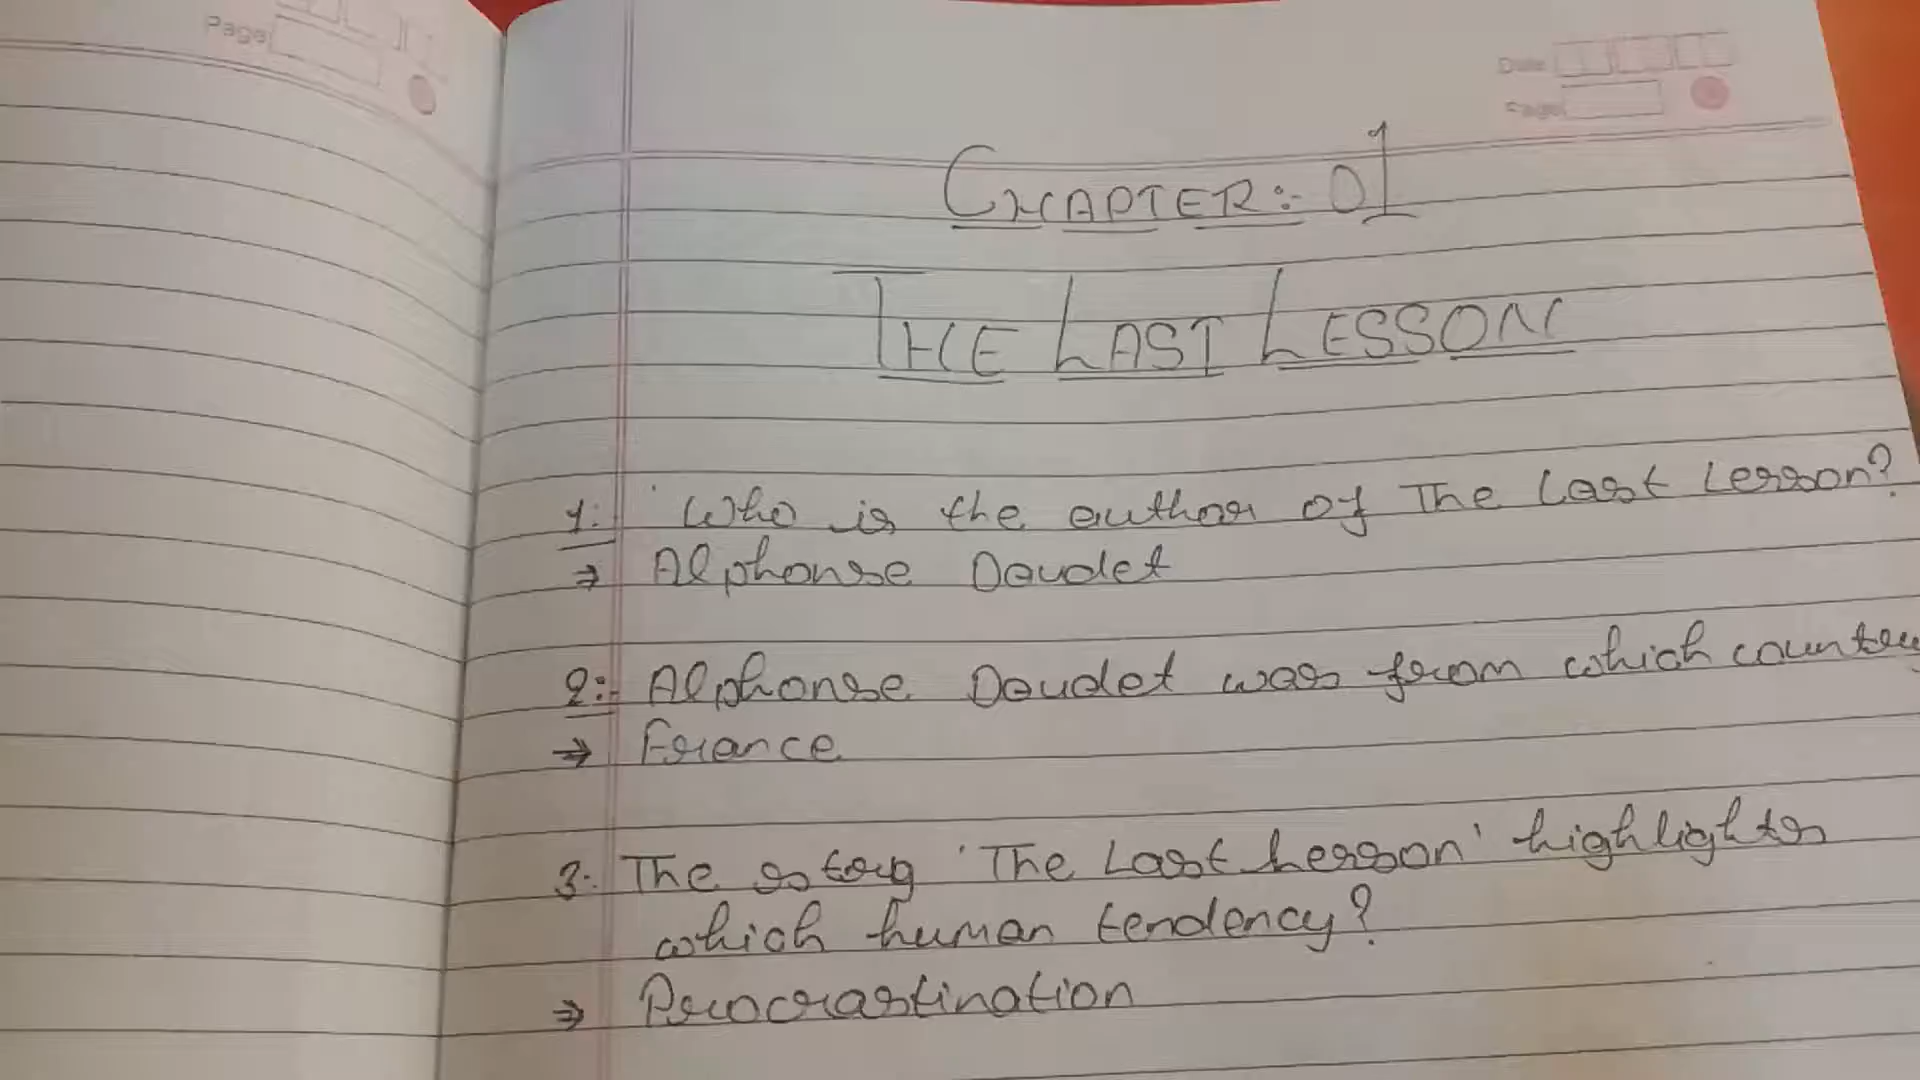 Page
Date
Page
CHAPTER:- 01
THE LAST LESSON
1: Who is the author of The Last Lesson?
⇒ Alphonse Daudet
2:- Alphonse Daudet was from which country
⇒ France
3. The story 'The Last Lesson' highlights
which human tendency?
⇒ Procrastination